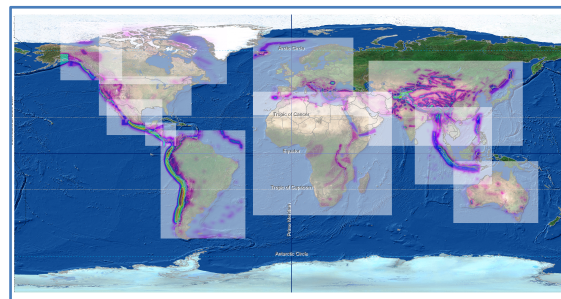 Arctic Circle
Tropic of Cancer
Equator
Tropic of Capricorn
Prime Meridian
Antarctic Circle